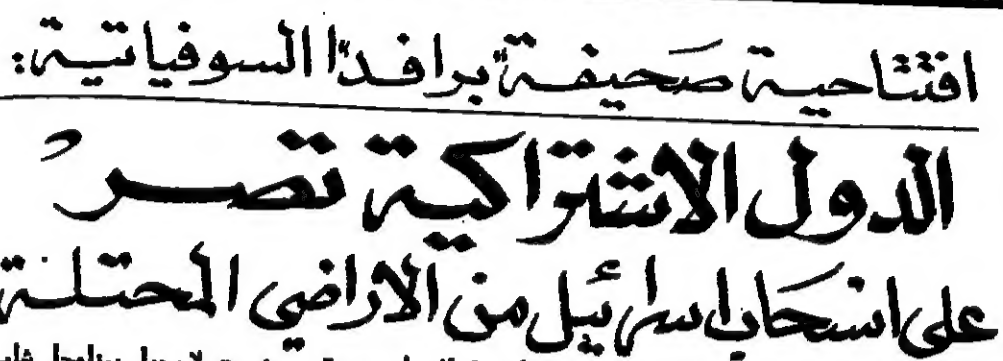 افتتاحية صحيفة "برافدا" السوفياتية:
الدول الاشتراكية تصر
على انسحاب اسرائيل من الاراضي المحتلة